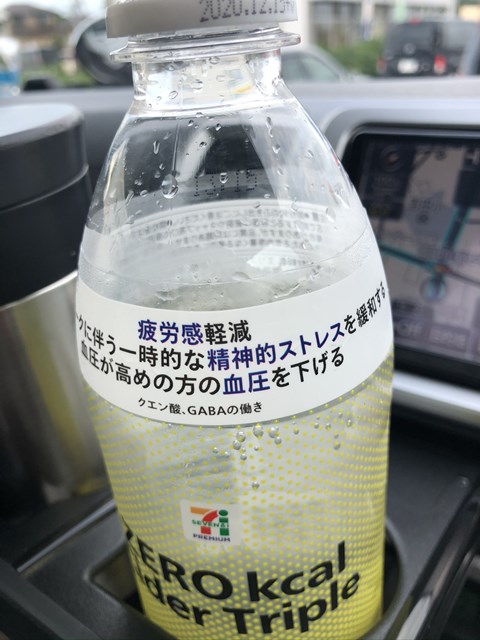 2020.12.15
疲労感軽減
クに伴う一時的な精神的ストレスを緩和する
血圧が高めの方の血圧を下げる
クエン酸、GABAの働き
7i
SEVEN&i
PREMIUM
ZERO kcal
ider Triple